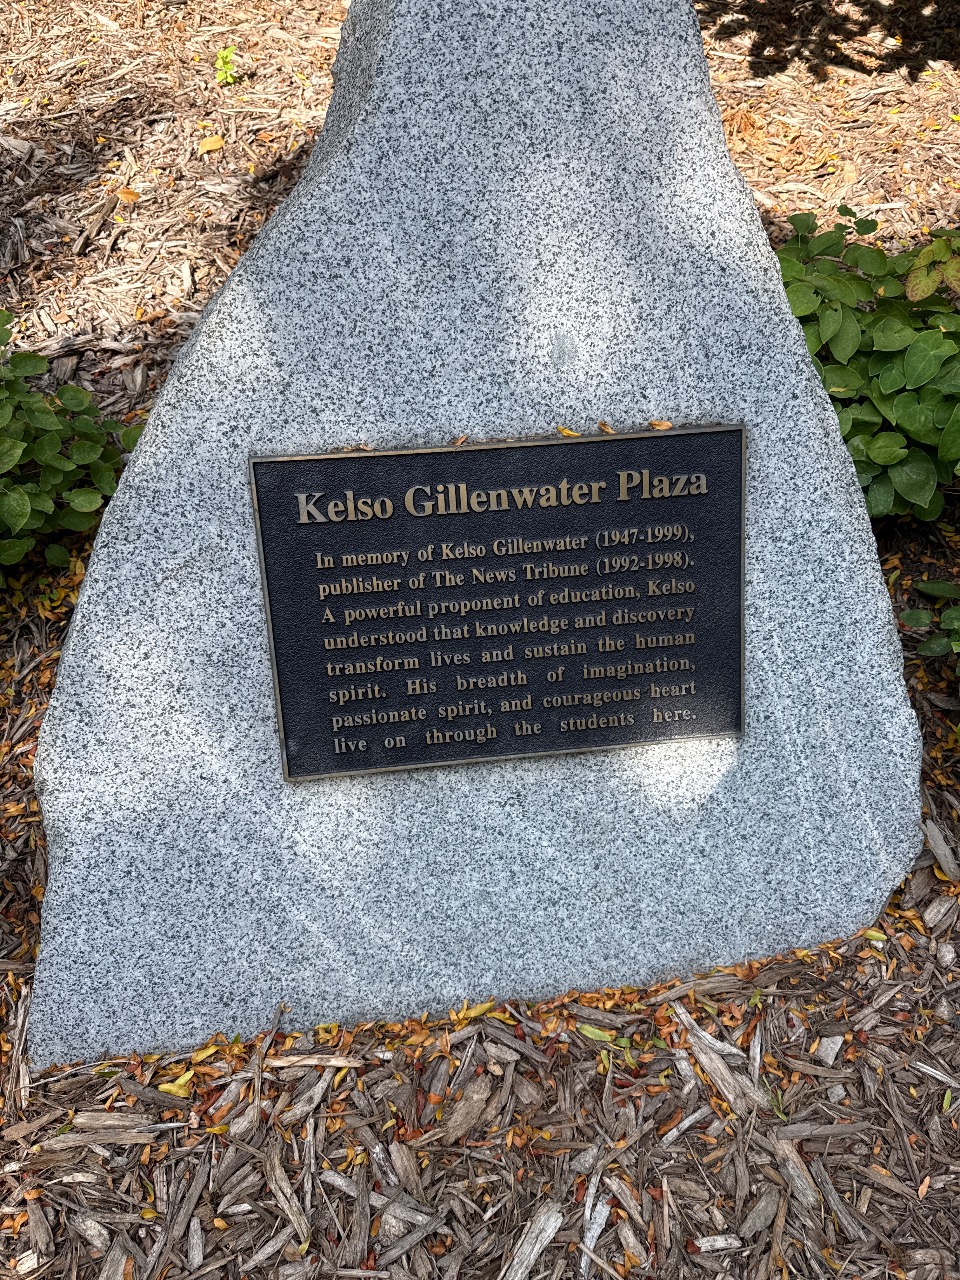 Kelso Gillenwater Plaza
In memory of Kelso Gillenwater (1947-1999),
publisher of The News Tribune (1992-1998).
A powerful proponent of education, Kelso
understood that knowledge and discovery
transform lives and sustain the human
spirit. His breadth of imagination,
passionate spirit, and courageous heart
live on through the students here.